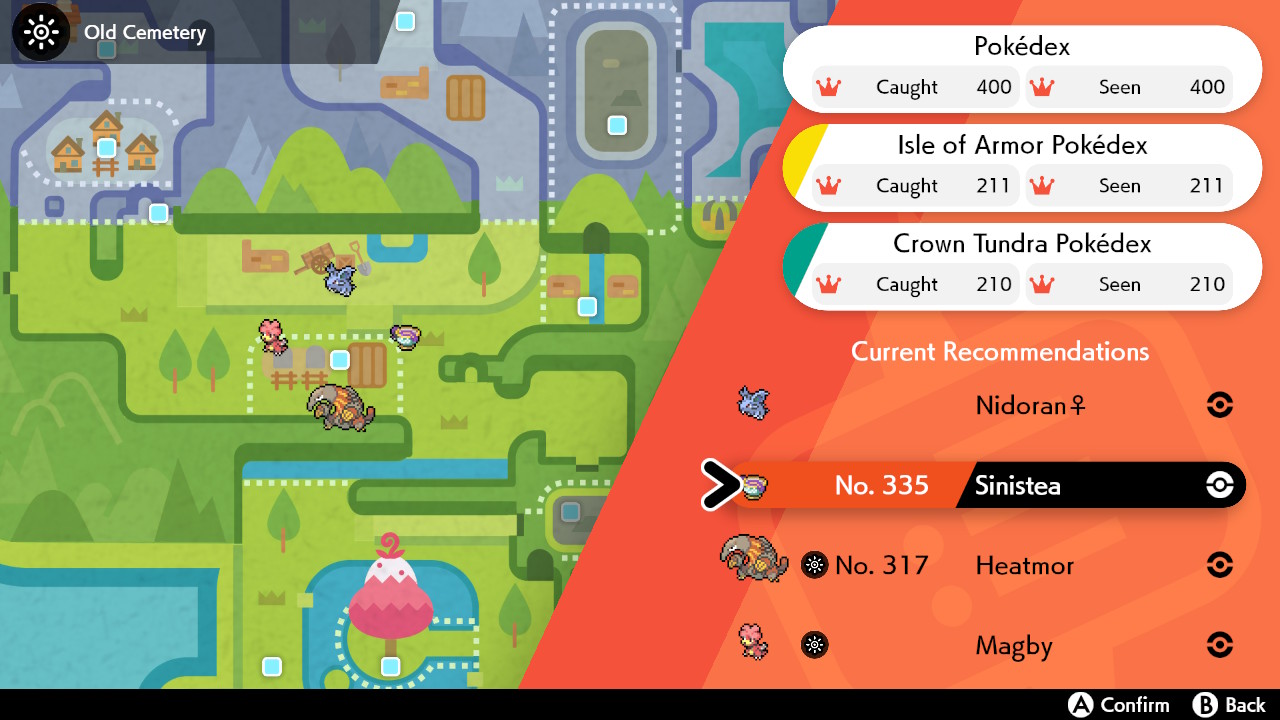 Old Cemetery
Pokédex
Caught 400 Seen 400
Isle of Armor Pokédex
Caught 211 Seen 211
Crown Tundra Pokédex
Caught 210 Seen 210
Current Recommendations
Nidoran♀
No. 335 Sinistea
No. 317 Heatmor
Magby
A Confirm B Back